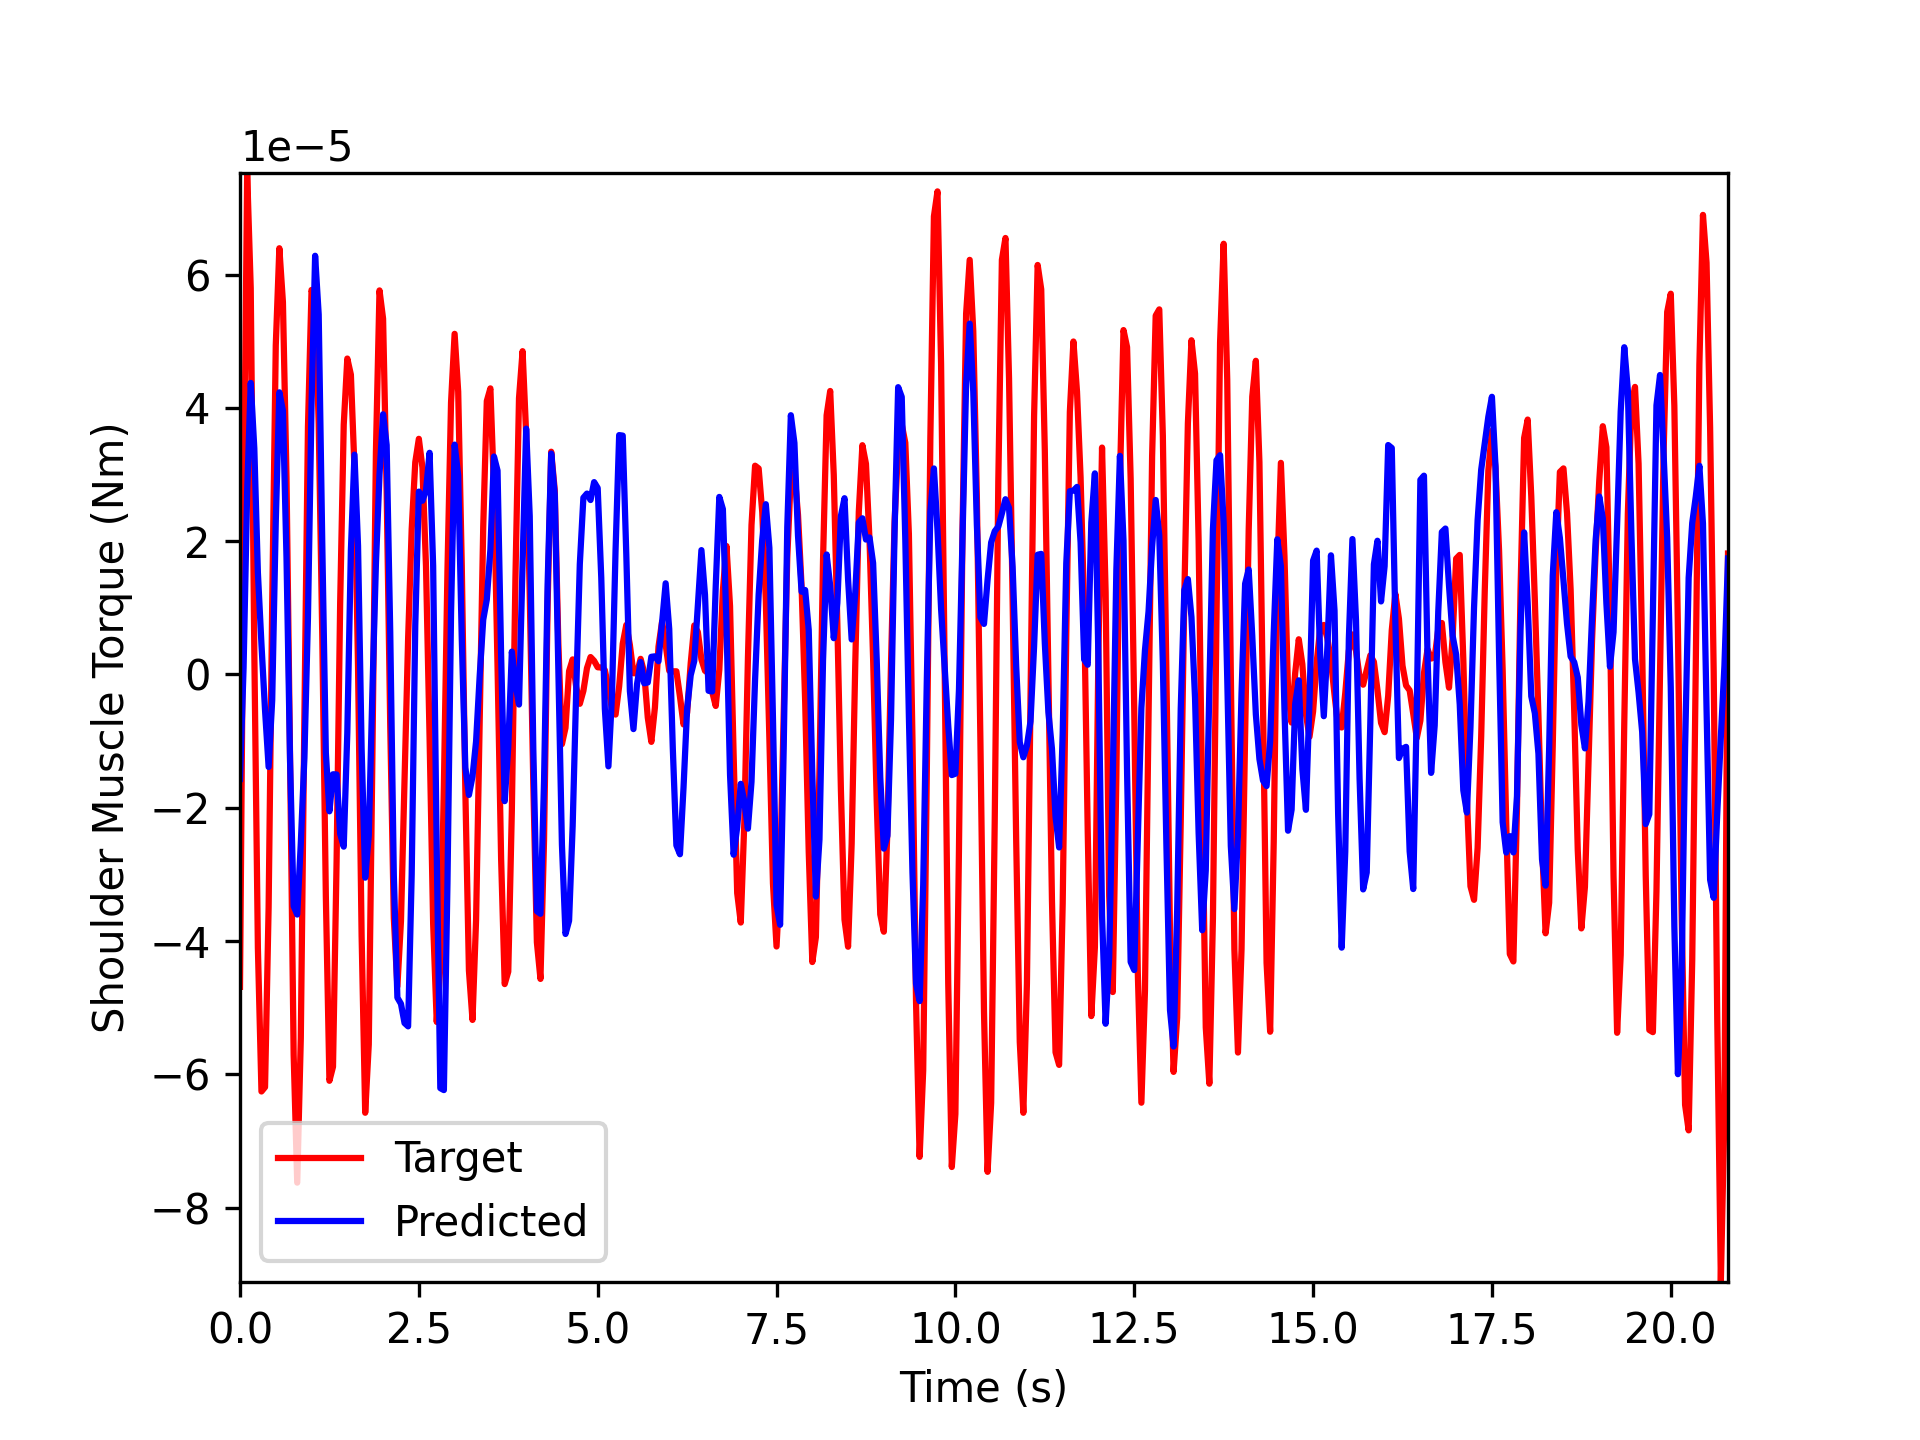 1e−5
Shoulder Muscle Torque (Nm)
6
4
2
0
−2
−4
−6
−8
Target
Predicted
0.0 2.5 5.0 7.5 10.0 12.5 15.0 17.5 20.0
Time (s)